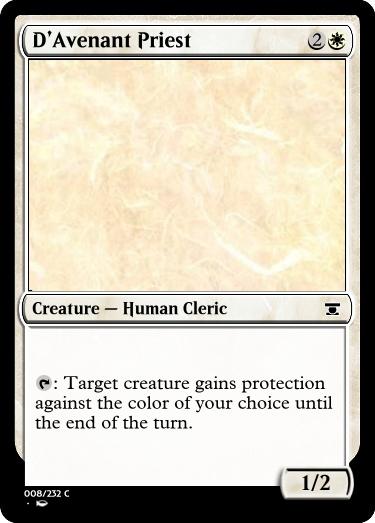 D'Avenant Priest 2
Creature — Human Cleric
: Target creature gains protection
against the color of your choice until
the end of the turn.
1/2
008/232 C